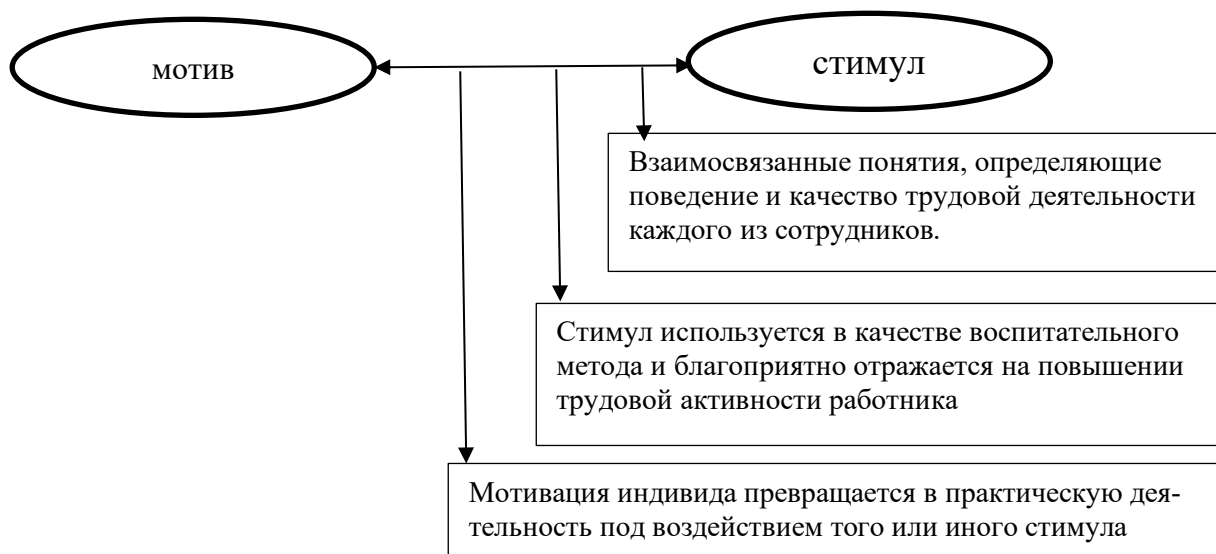 мотив
стимул
Взаимосвязанные понятия, определяющие
поведение и качество трудовой деятельности
каждого из сотрудников.
Стимул используется в качестве воспитательного
метода и благоприятно отражается на повышении
трудовой активности работника
Мотивация индивида превращается в практическую дея-
тельность под воздействием того или иного стимула